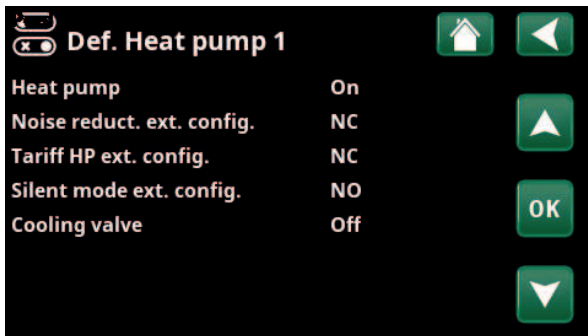 Def. Heat pump 1
Heat pump On
Noise reduct. ext. config. NC
Tariff HP ext. config. NC
Silent mode ext. config. NO
OK
Cooling valve Off